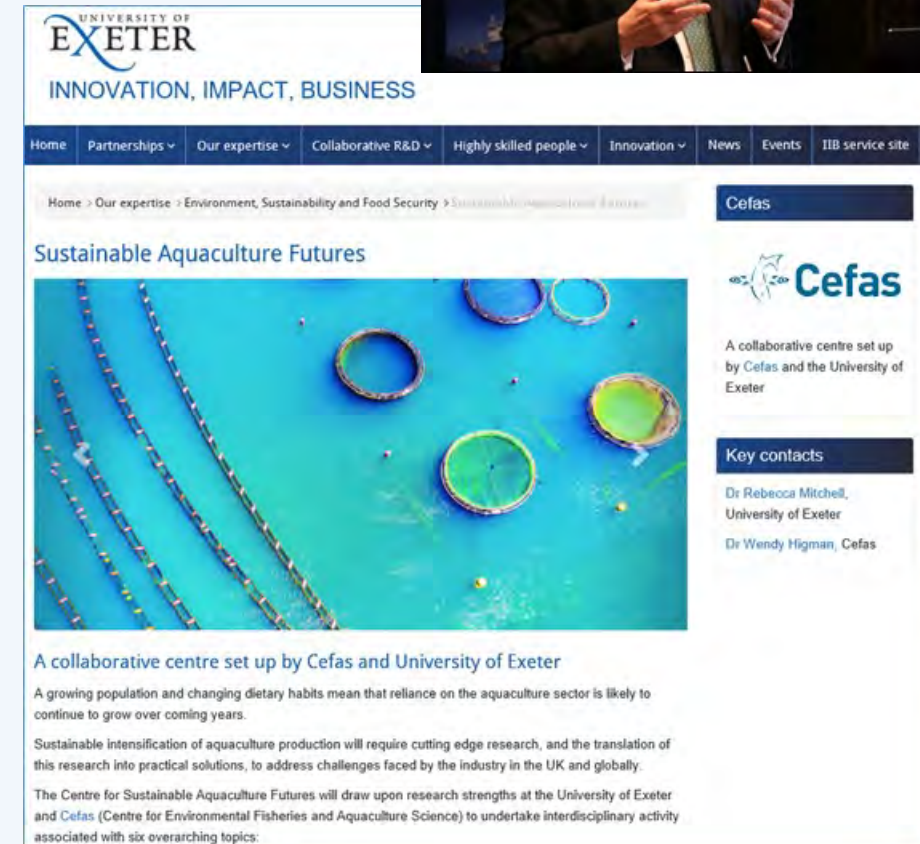 UNIVERSITY OF
EXETER
INNOVATION, IMPACT, BUSINESS
Home Partnerships Our expertise Collaborative R&D Highly skilled people Innovation News Events IIB service site
Home > Our expertise > Environment, Sustainability and Food Security > Sustainable Aquaculture Futures
Sustainable Aquaculture Futures
A collaborative centre set up by Cefas and University of Exeter
A growing population and changing dietary habits mean that reliance on the aquaculture sector is likely to
continue to grow over coming years.
Sustainable intensification of aquaculture production will require cutting edge research, and the translation of
this research into practical solutions, to address challenges faced by the industry in the UK and globally.
The Centre for Sustainable Aquaculture Futures will draw upon research strengths at the University of Exeter
and Cefas (Centre for Environmental Fisheries and Aquaculture Science) to undertake interdisciplinary activity
associated with six overarching topics:
Cefas
Cefas
A collaborative centre set up
by Cefas and the University of
Exeter
Key contacts
Dr Rebecca Mitchell,
University of Exeter
Dr Wendy Higman, Cefas